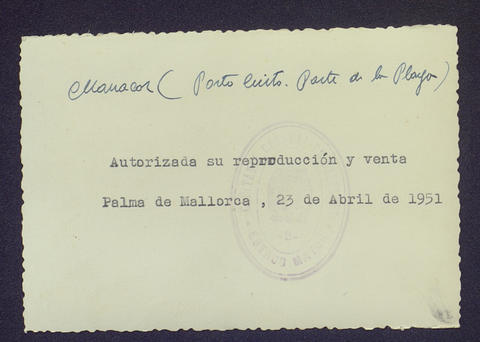 Manacor (Porto Cristo. Parte de la Playa)
Autorizada su reproducción y venta
Palma de Mallorca , 23 de Abril de 1951